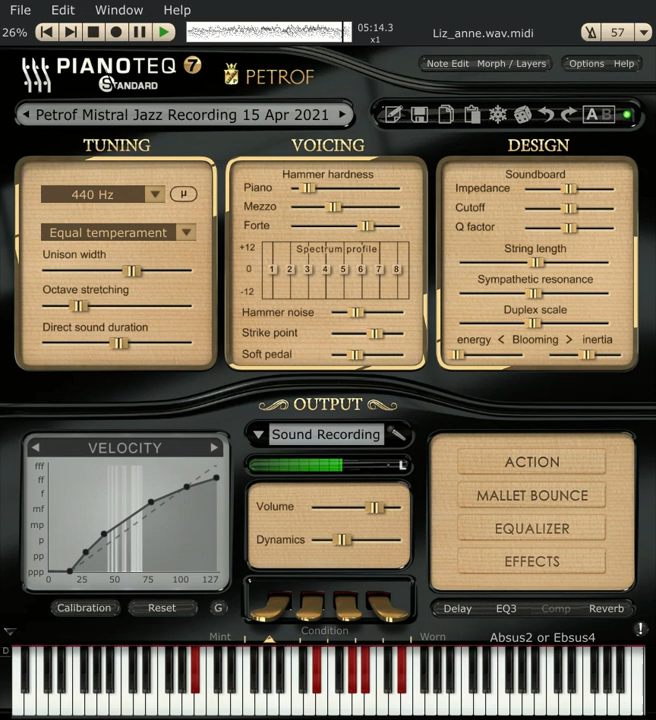 File Edit Window Help
26% 05:14.3 x1 Liz_anne.wav.midi 57
PIANOTEQ 7 STANDARD
PETROF
Note Edit Morph / Layers Options Help
Petrof Mistral Jazz Recording 15 Apr 2021
A B
TUNING
440 Hz
µ
Equal temperament
Unison width
Octave stretching
Direct sound duration
VOICING
Hammer hardness
Piano
Mezzo
Forte
Spectrum profile
+12
0
-12
1 2 3 4 5 6 7 8
Hammer noise
Strike point
Soft pedal
DESIGN
Soundboard
Impedance
Cutoff
Q factor
String length
Sympathetic resonance
Duplex scale
energy < Blooming > inertia
OUTPUT
VELOCITY
fff
ff
f
mf
mp
p
pp
ppp
0 25 50 75 100 127
Calibration Reset G
Sound Recording
L
Volume
Dynamics
ACTION
MALLET BOUNCE
EQUALIZER
EFFECTS
Delay EQ3 Comp Reverb
Mint Condition Worn
Absus2 or Ebsus4
!
D